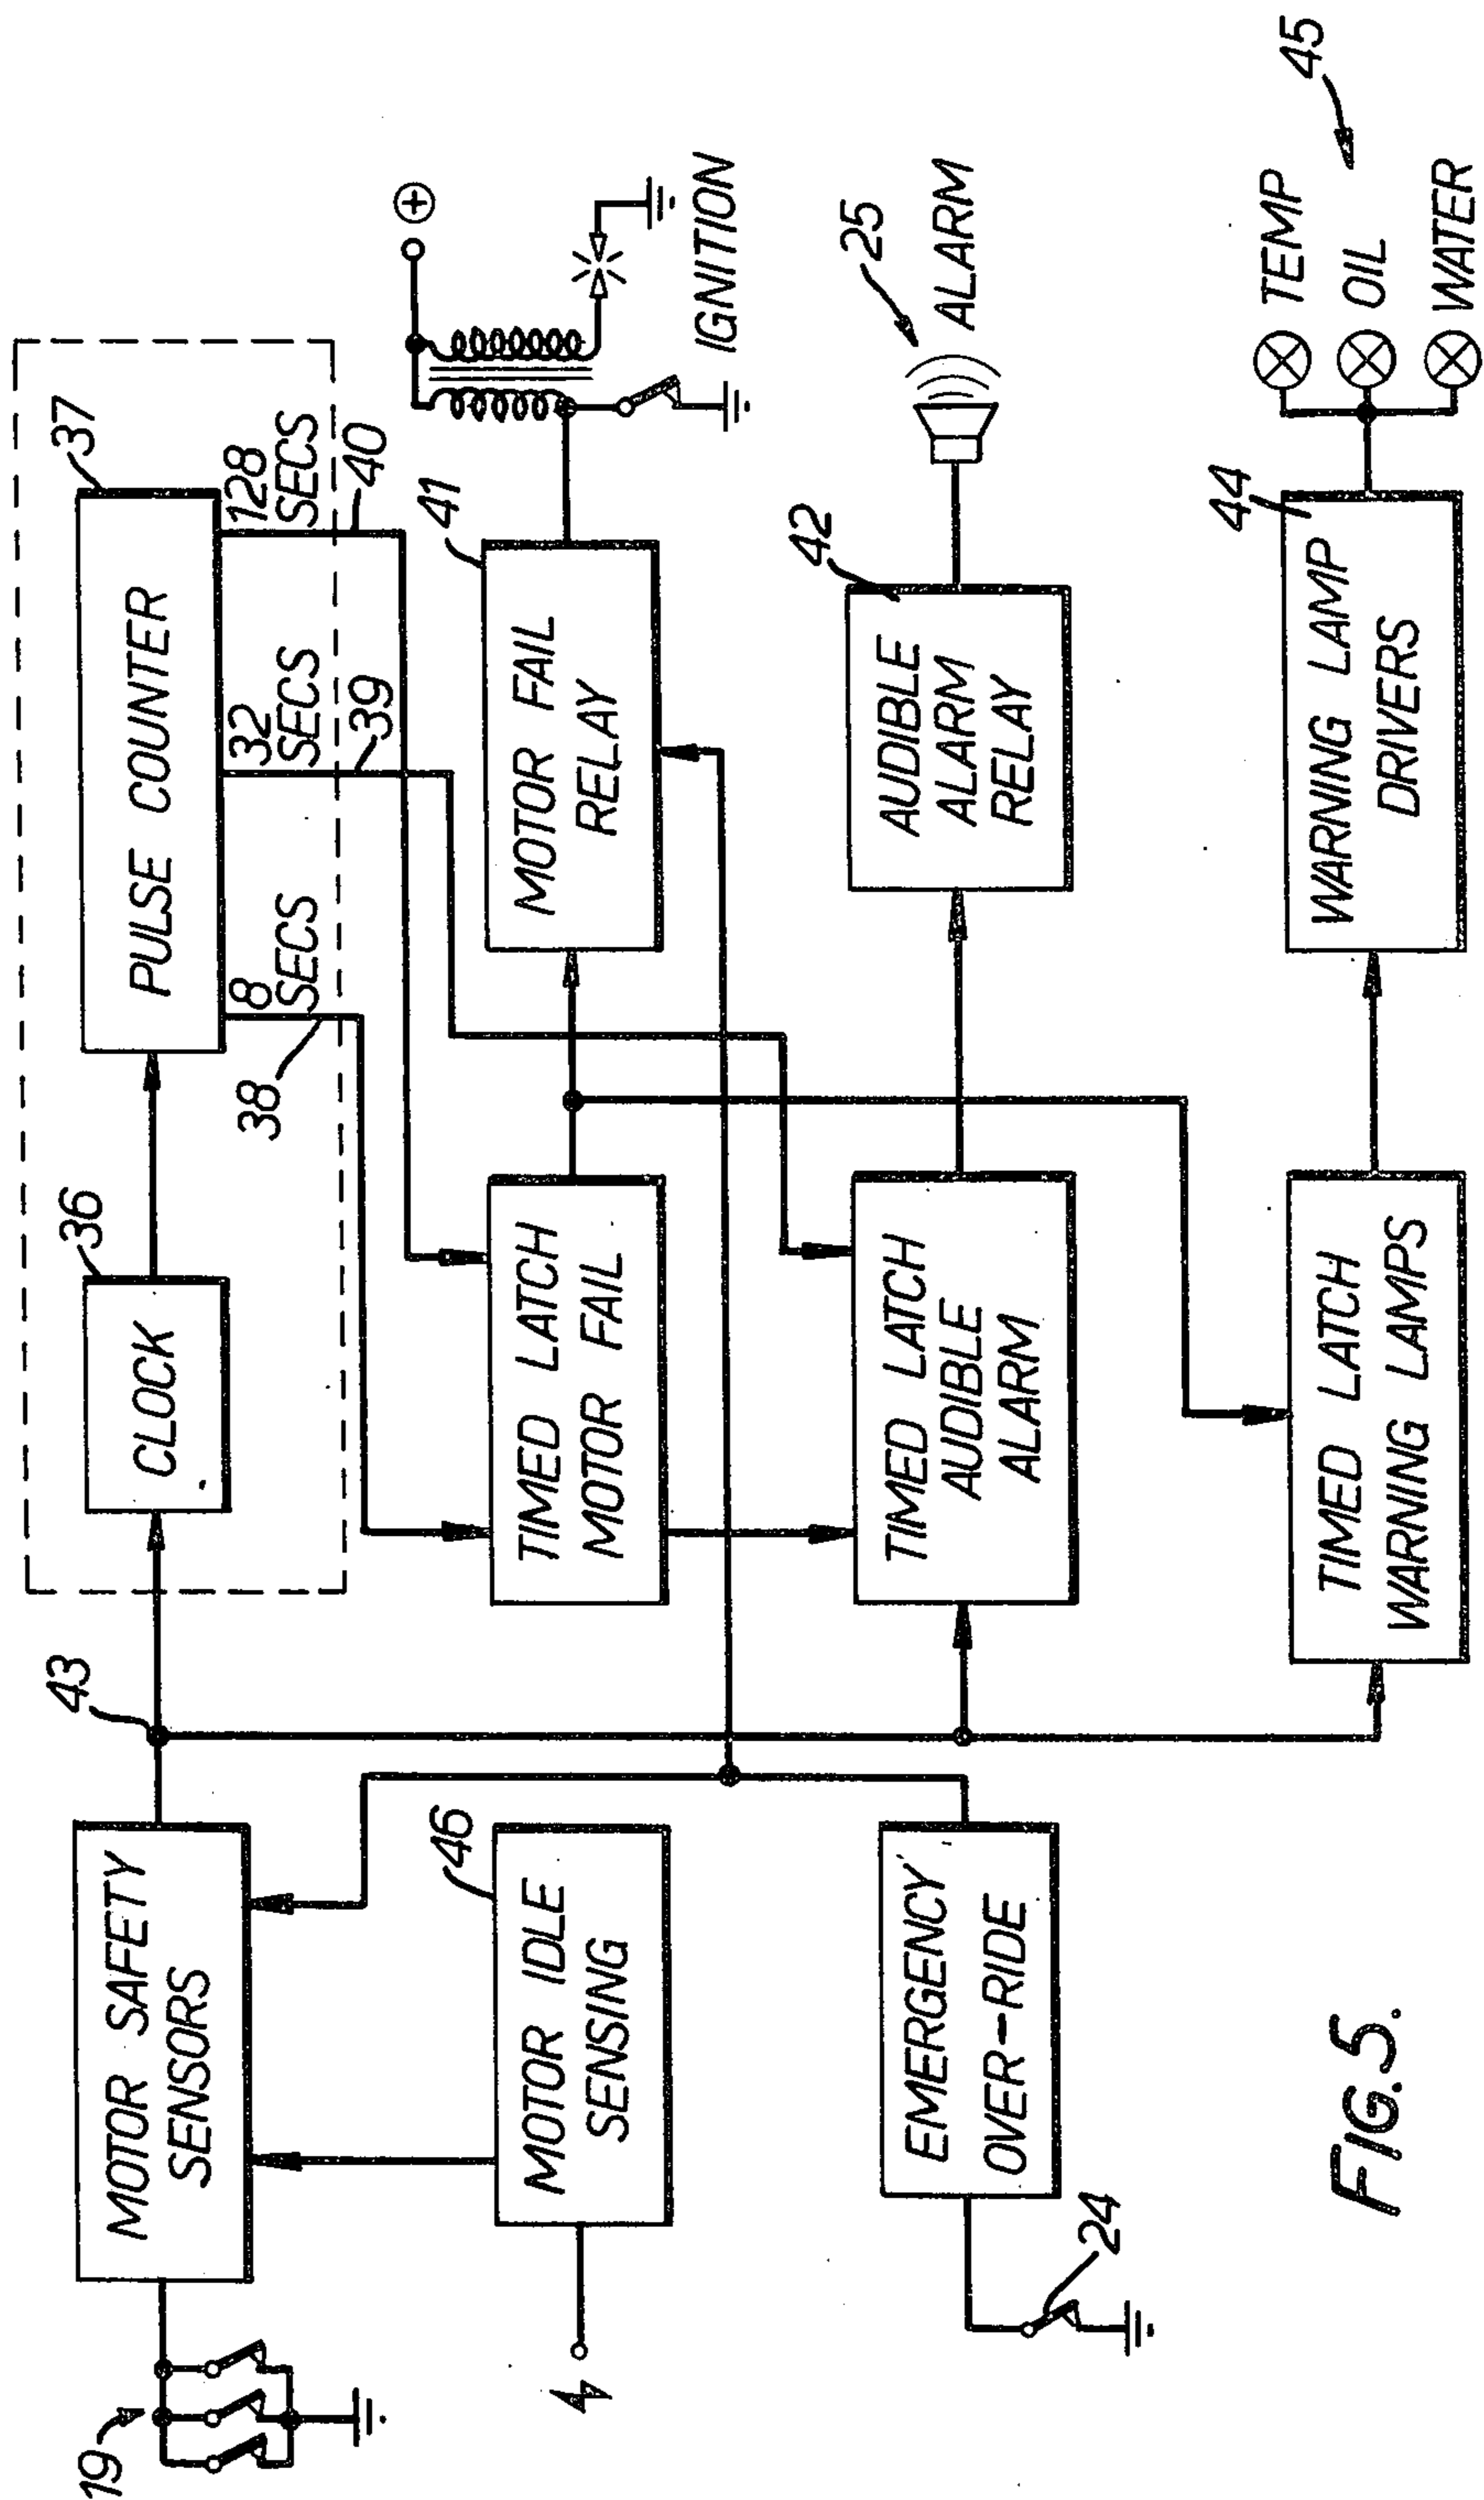 43
36
37
CLOCK
PULSE COUNTER
38
8
SECS
32
SECS
128
SECS
39
40
19
MOTOR SAFETY
SENSORS
46
MOTOR IDLE
SENSING
EMERGENCY
OVER-RIDE
24
TIMED LATCH
MOTOR FAIL
41
MOTOR FAIL
RELAY
IGNITION
TIMED LATCH
AUDIBLE
ALARM
42
AUDIBLE
ALARM
RELAY
25
ALARM
TIMED LATCH
WARNING LAMPS
44
WARNING LAMP
DRIVERS
TEMP
OIL
WATER
45
FIG.5.